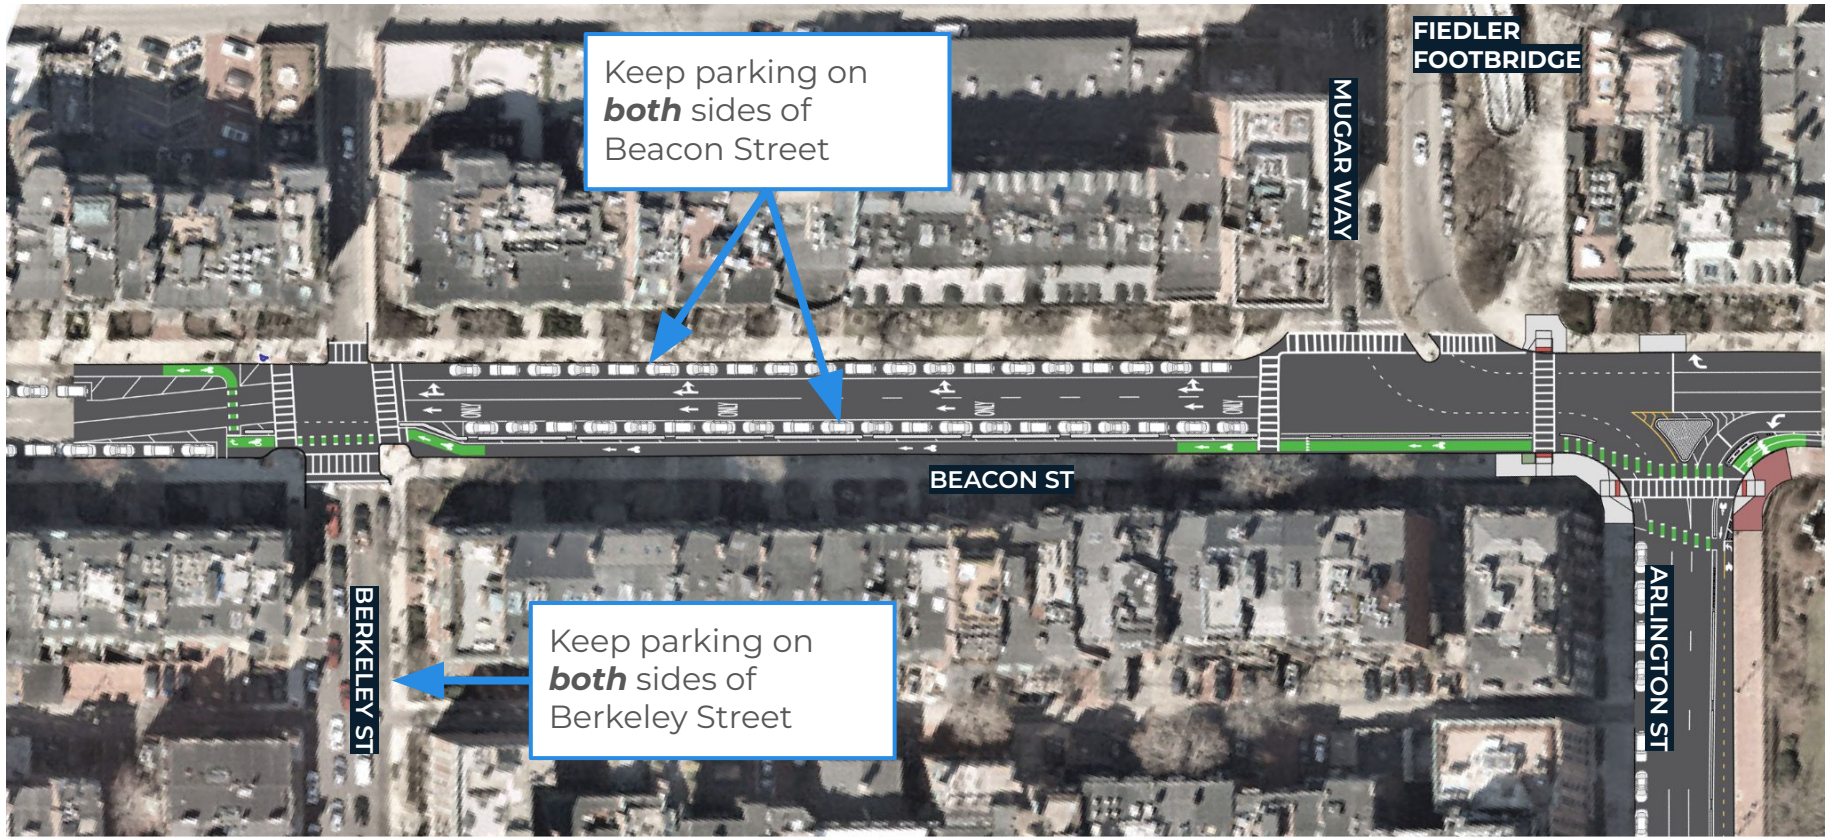 FIEDLER
FOOTBRIDGE
Keep parking on
both sides of
Beacon Street
MUGAR WAY
ONLY
ONLY
ONLY
ONLY
BEACON ST
BERKELEY ST
Keep parking on
both sides of
Berkeley Street
ARLINGTON ST